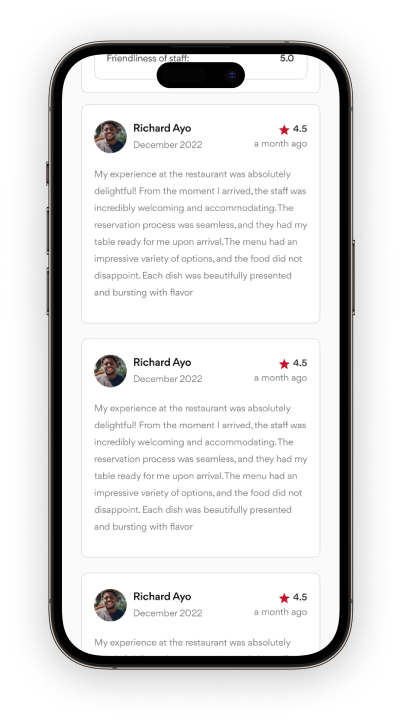 Friendliness of staff: 5.0
Richard Ayo 4.5
December 2022 a month ago
My experience at the restaurant was absolutely
delightful! From the moment I arrived, the staff was
incredibly welcoming and accommodating. The
reservation process was seamless, and they had my
table ready for me upon arrival. The menu had an
impressive variety of options, and the food did not
disappoint. Each dish was beautifully presented
and bursting with flavor
Richard Ayo 4.5
December 2022 a month ago
My experience at the restaurant was absolutely
delightful! From the moment I arrived, the staff was
incredibly welcoming and accommodating. The
reservation process was seamless, and they had my
table ready for me upon arrival. The menu had an
impressive variety of options, and the food did not
disappoint. Each dish was beautifully presented
and bursting with flavor
Richard Ayo 4.5
December 2022 a month ago
My experience at the restaurant was absolutely